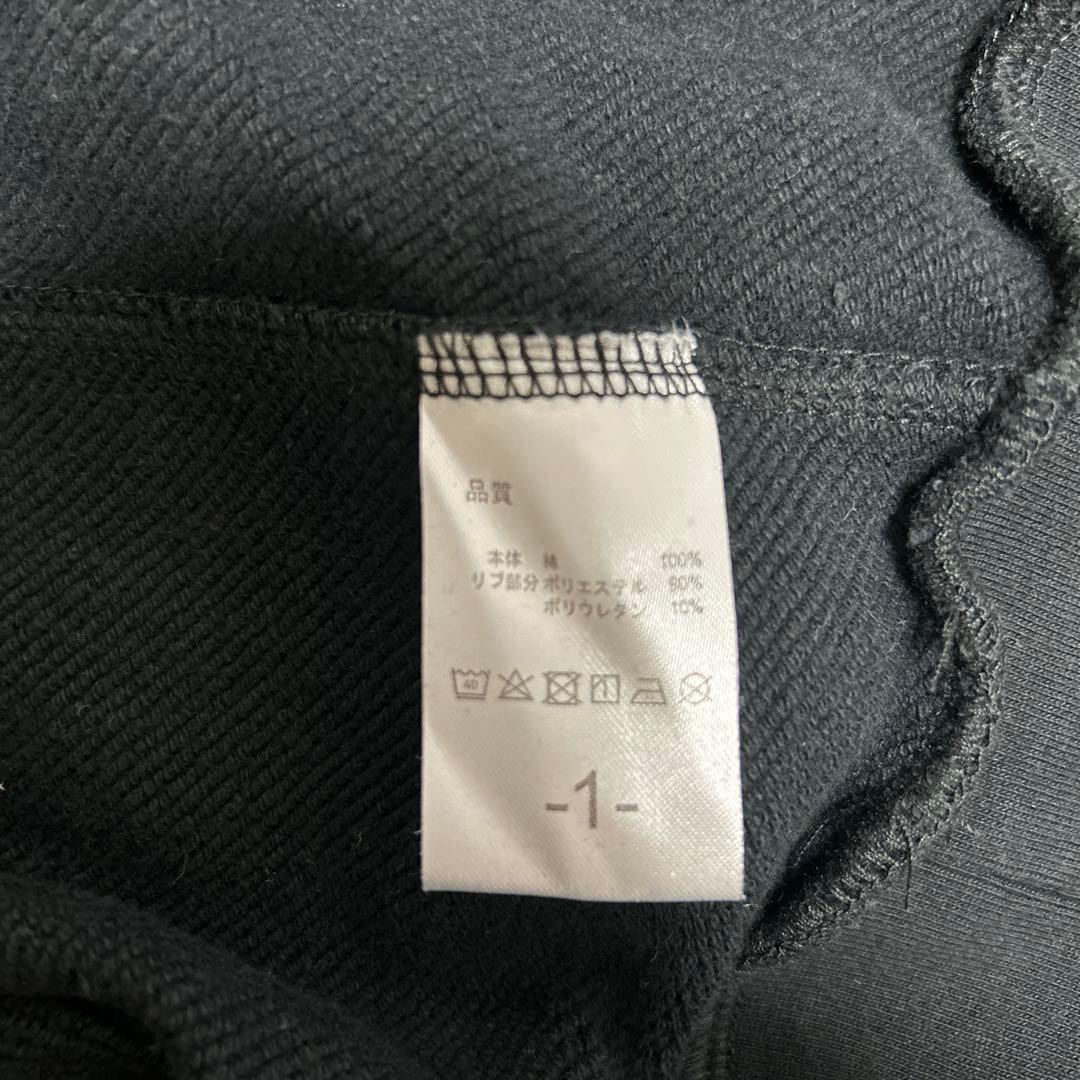 品質
本体 綿 100%
リブ部分 ポリエステル 90%
ポリウレタン 10%
40
-1-